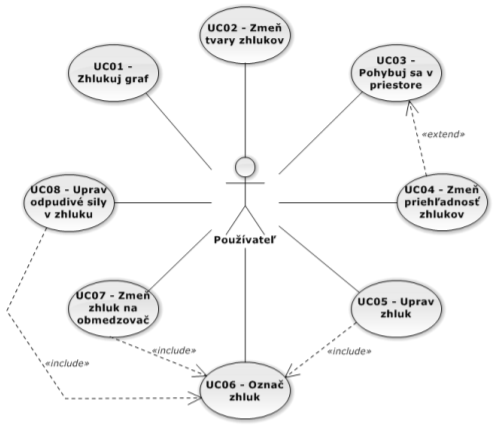 UC02 - Zmeň
tvary zhlukov
UC01 -
Zhlukuj graf
UC03 -
Pohybuj sa v
priestore
«extend»
UC08 - Uprav
odpudivé sily
v zhluku
UC04 - Zmeň
priehľadnosť
zhlukov
Používateľ
UC07 - Zmeň
zhluk na
obmedzovač
UC05 - Uprav
zhluk
«include»
«include»
«include»
UC06 - Označ
zhluk